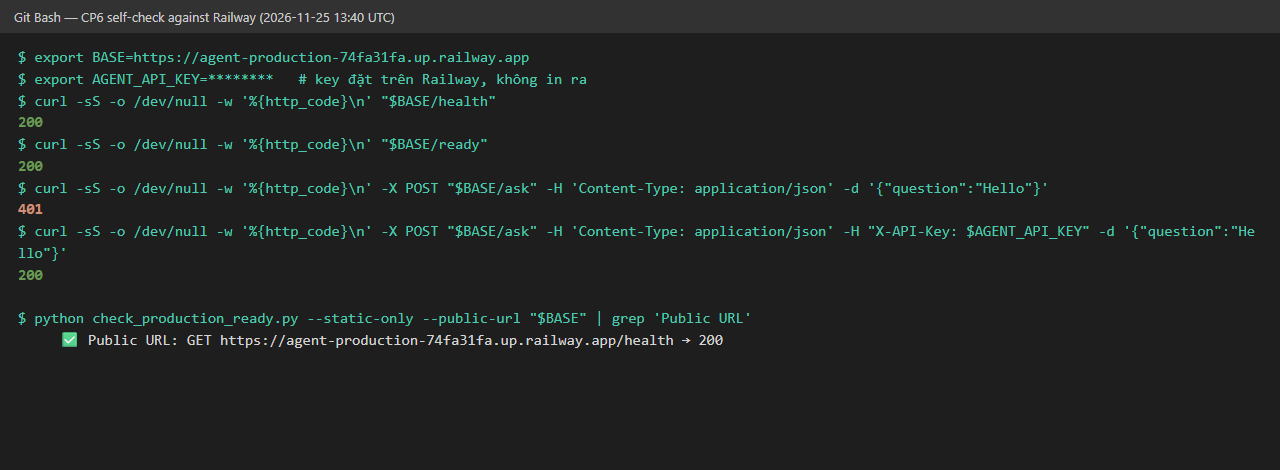 Git Bash — CP6 self-check against Railway (2026-11-25 13:40 UTC)
$ export BASE=https://agent-production-74fa31fa.up.railway.app
$ export AGENT_API_KEY=********   # key đặt trên Railway, không in ra
$ curl -sS -o /dev/null -w '%{http_code}\n' "$BASE/health"
200
$ curl -sS -o /dev/null -w '%{http_code}\n' "$BASE/ready"
200
$ curl -sS -o /dev/null -w '%{http_code}\n' -X POST "$BASE/ask" -H 'Content-Type: application/json' -d '{"question":"Hello"}'
401
$ curl -sS -o /dev/null -w '%{http_code}\n' -X POST "$BASE/ask" -H 'Content-Type: application/json' -H "X-API-Key: $AGENT_API_KEY" -d '{"question":"He
llo"}'
200
$ python check_production_ready.py --static-only --public-url "$BASE" | grep 'Public URL'
✅ Public URL: GET https://agent-production-74fa31fa.up.railway.app/health → 200